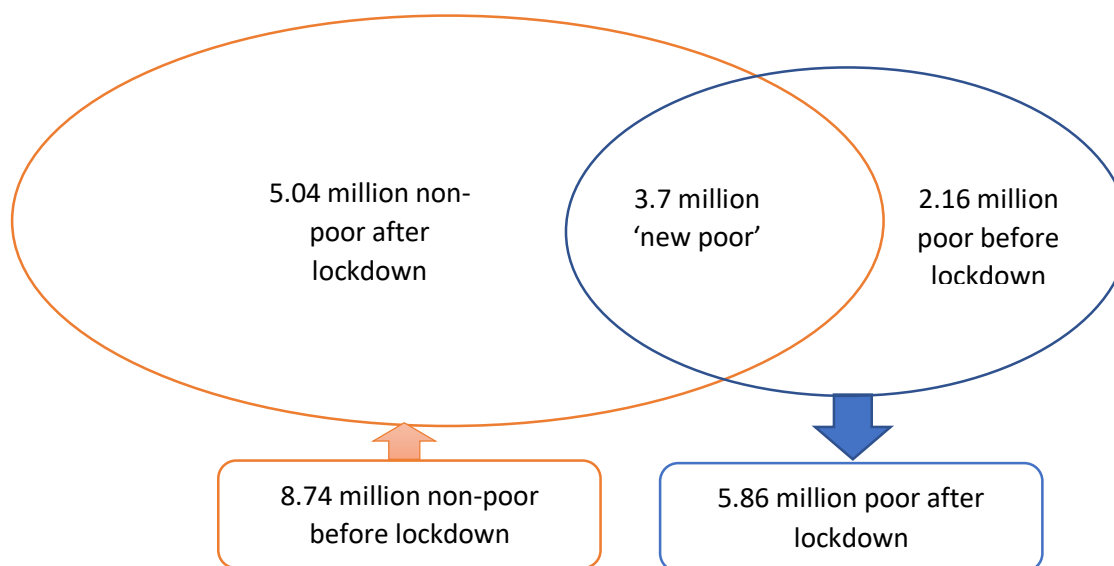 5.04 million non-
poor after
lockdown
3.7 million
‘new poor’
2.16 million
poor before
lockdown
8.74 million non-poor
before lockdown
5.86 million poor after
lockdown